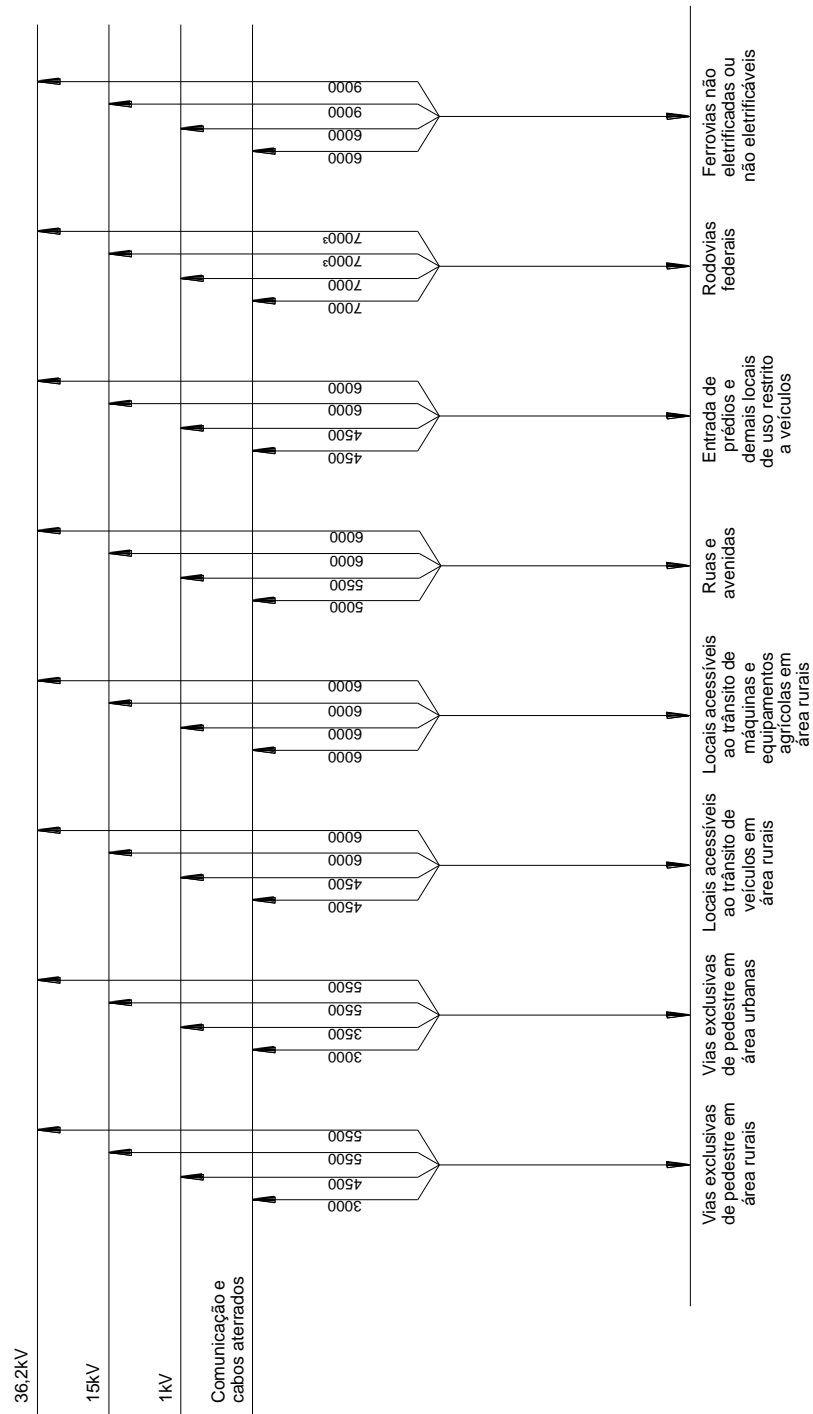 36,2kV
15kV
1kV
Comunicação e
cabos aterrados
3000
4500
5500
5500
3000
3500
5500
5500
4500
4500
6000
6000
6000
6000
6000
6000
5000
5500
6000
6000
4500
4500
6000
6000
7000
7000
7000³
7000³
6000
6000
9000
9000
Vias exclusivas
de pedestre em
área rurais
Vias exclusivas
de pedestre em
área urbanas
Locais acessíveis
ao trânsito de
veículos em
área rurais
Locais acessíveis
ao trânsito de
máquinas e
equipamentos
agrícolas em
área rurais
Ruas e
avenidas
Entrada de
prédios e
demais locais
de uso restrito
a veículos
Rodovias
federais
Ferrovias não
eletrificadas ou
não eletrificáveis